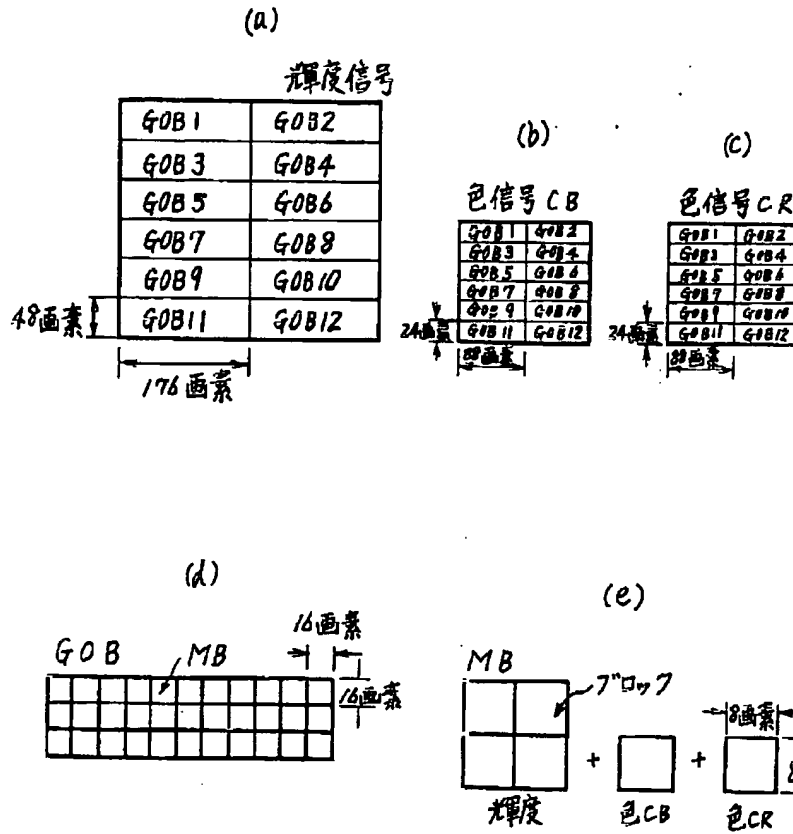 (a)
輝度信号
GOB1 GOB2
GOB3 GOB4
GOB5 GOB6
GOB7 GOB8
GOB9 GOB10
GOB11 GOB12
48画素
176画素
(b)
色信号CB
GOB1 GOB2
GOB3 GOB4
GOB5 GOB6
GOB7 GOB8
GOB9 GOB10
GOB11 GOB12
24画素
88画素
(c)
色信号CR
GOB1 GOB2
GOB3 GOB4
GOB5 GOB6
GOB7 GOB8
GOB9 GOB10
GOB11 GOB12
24画素
88画素
(d)
GOB MB 16画素
16画素
(e)
MB
ブロック
8画素
+ +
輝度 色CB 色CR